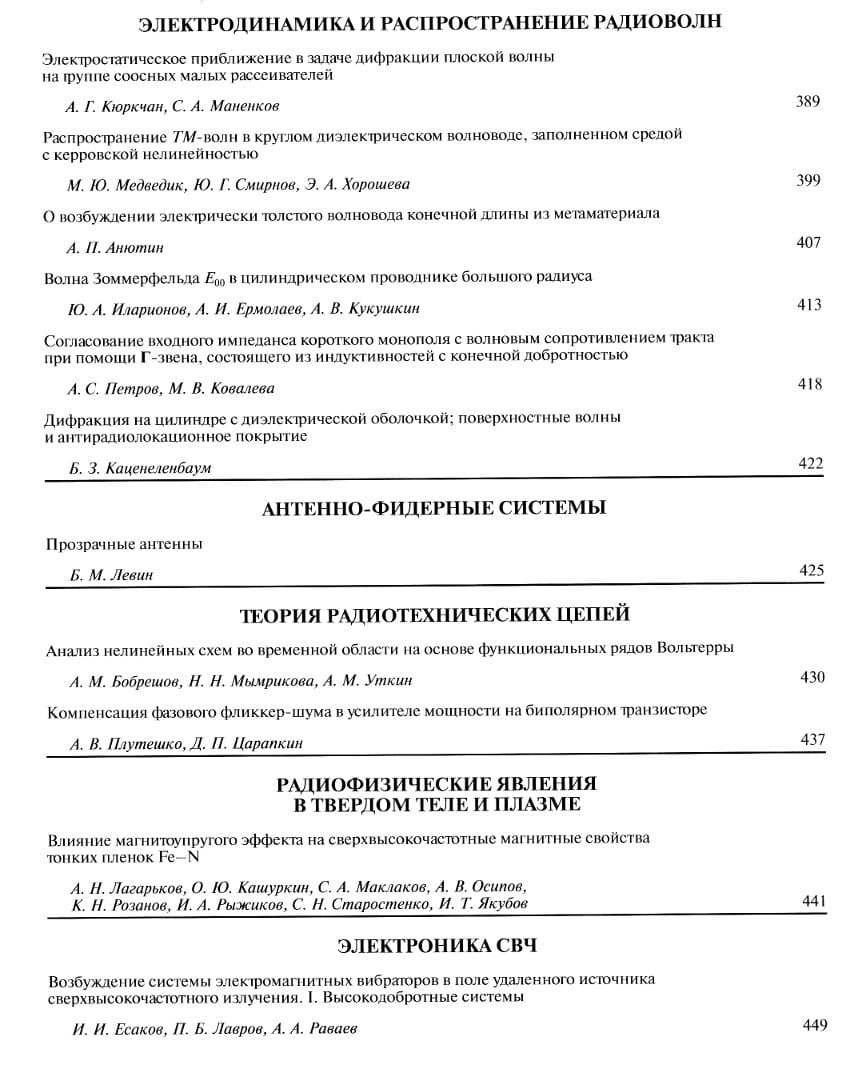 ЭЛЕКТРОДИНАМИКА И РАСПРОСТРАНЕНИЕ РАДИОВОЛН
Электростатическое приближение в задаче дифракции плоской волны
на группе соосных малых рассеивателей
А. Г. Кюркчан, С. А. Маненков 389
Распространение ТМ-волн в круглом диэлектрическом волноводе, заполненном средой
с керровской нелинейностью
М. Ю. Медведик, Ю. Г. Смирнов, Э. А. Хорошева 399
О возбуждении электрически толстого волновода конечной длины из метаматериала
А. П. Анютин 407
Волна Зоммерфельда E₀₀ в цилиндрическом проводнике большого радиуса
Ю. А. Иларионов, А. И. Ермолаев, А. В. Кукушкин 413
Согласование входного импеданса короткого монополя с волновым сопротивлением тракта
при помощи Г-звена, состоящего из индуктивностей с конечной добротностью
А. С. Петров, М. В. Ковалева 418
Дифракция на цилиндре с диэлектрической оболочкой; поверхностные волны
и антирадиолокационное покрытие
Б. З. Каценеленбаум 422
АНТЕННО-ФИДЕРНЫЕ СИСТЕМЫ
Прозрачные антенны
Б. М. Левин 425
ТЕОРИЯ РАДИОТЕХНИЧЕСКИХ ЦЕПЕЙ
Анализ нелинейных схем во временной области на основе функциональных рядов Вольтерры
А. М. Бобрешов, Н. Н. Мымрикова, А. М. Уткин 430
Компенсация фазового фликкер-шума в усилителе мощности на биполярном транзисторе
А. В. Плутешко, Д. П. Царапкин 437
РАДИОФИЗИЧЕСКИЕ ЯВЛЕНИЯ
В ТВЕРДОМ ТЕЛЕ И ПЛАЗМЕ
Влияние магнитоупругого эффекта на сверхвысокочастотные магнитные свойства
тонких пленок Fe–N
А. Н. Лагарьков, О. Ю. Кашуркин, С. А. Маклаков, А. В. Осипов,
К. Н. Розанов, И. А. Рыжиков, С. Н. Старостенко, И. Т. Якубов 441
ЭЛЕКТРОНИКА СВЧ
Возбуждение системы электромагнитных вибраторов в поле удаленного источника
сверхвысокочастотного излучения. I. Высокодобротные системы
И. И. Есаков, П. Б. Лавров, А. А. Раваев 449